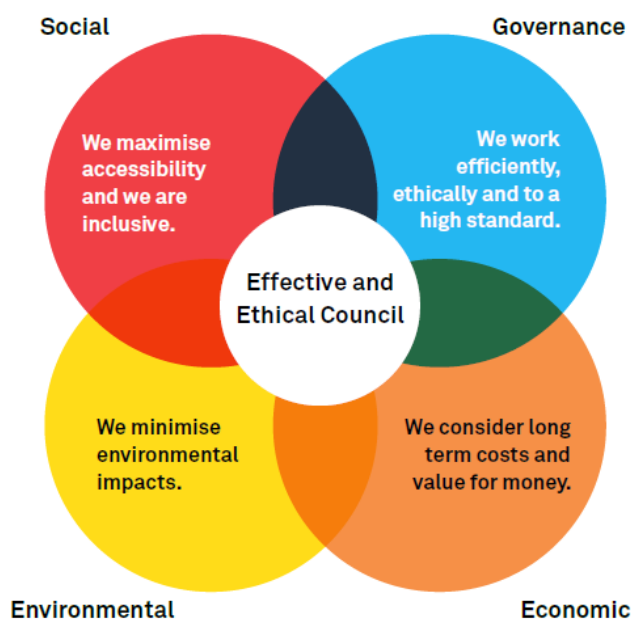 Social
Governance
We maximise
accessibility
and we are
inclusive.
We work
efficiently,
ethically and to a
high standard.
Effective and
Ethical Council
We minimise
environmental
impacts.
We consider long
term costs and
value for money.
Environmental
Economic